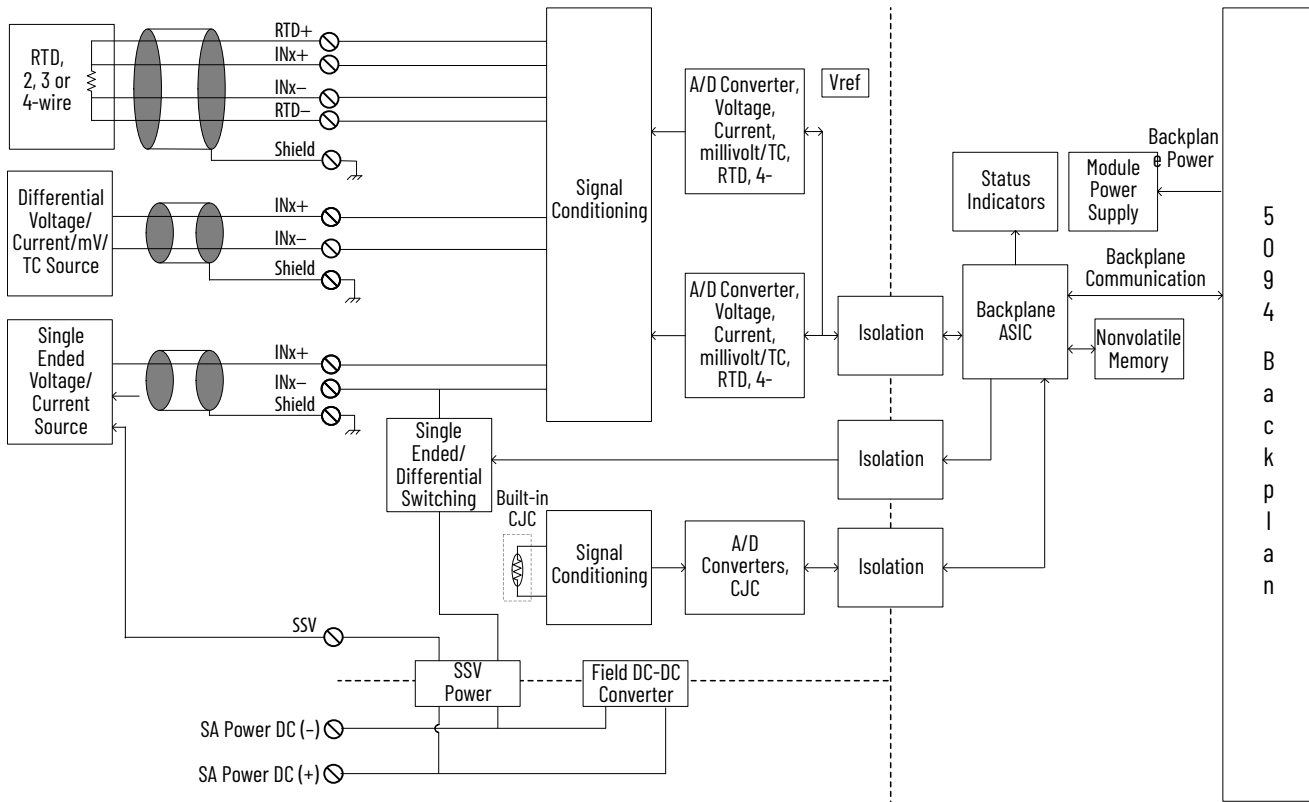 RTD,
2, 3 or
4-wire
RTD+
INx+
INx–
RTD–
Shield
Differential
Voltage/
Current/mV/
TC Source
INx+
INx–
Shield
Single
Ended
Voltage/
Current
Source
INx+
INx–
Shield
Signal
Conditioning
A/D Converter,
Voltage,
Current,
millivolt/TC,
RTD, 4-
Vref
A/D Converter,
Voltage,
Current,
millivolt/TC,
RTD, 4-
Isolation
Status
Indicators
Module
Power
Supply
Backplan
e Power
Backplane
Communication
Backplane
ASIC
Nonvolatile
Memory
Single
Ended/
Differential
Switching
Isolation
Built-in
CJC
Signal
Conditioning
A/D
Converters,
CJC
Isolation
SSV
SSV
Power
Field DC-DC
Converter
SA Power DC (–)
SA Power DC (+)
5
0
9
4
B
a
c
k
p
l
a
n